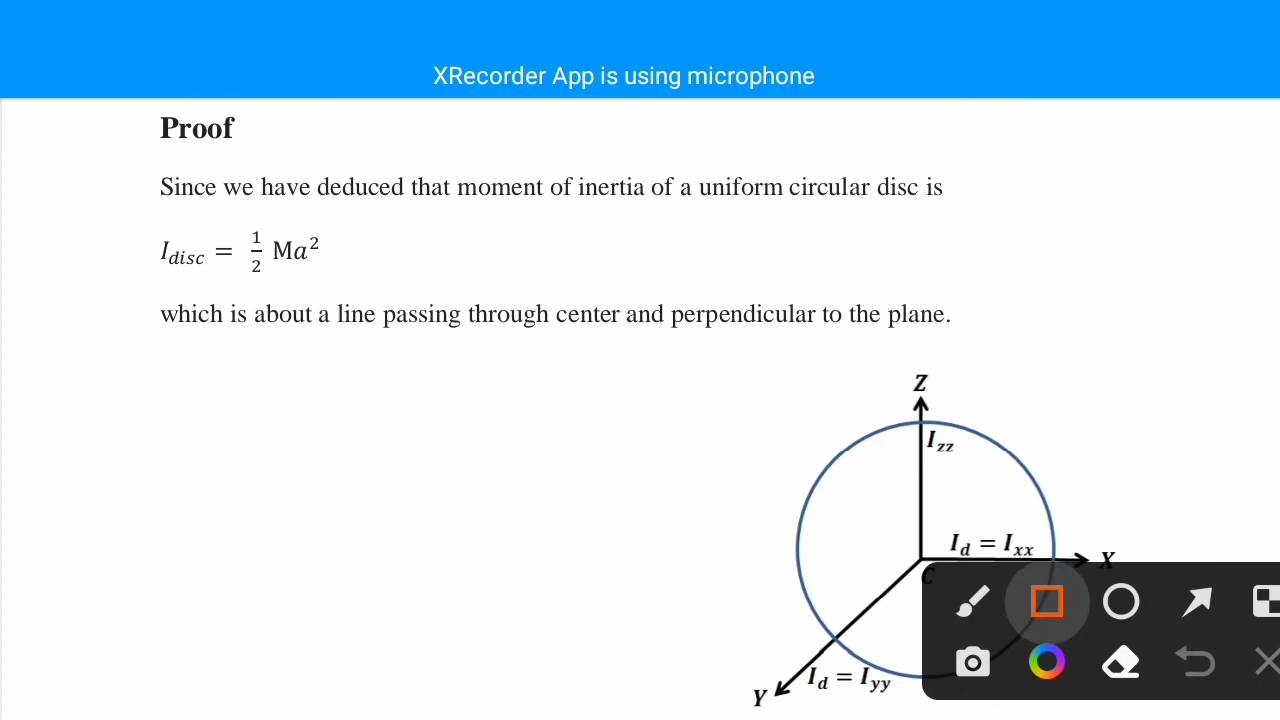 XRecorder App is using microphone
Proof
Since we have deduced that moment of inertia of a uniform circular disc is
I_disc = 1/2 Ma²
which is about a line passing through center and perpendicular to the plane.
Z
I_zz
I_d = I_xx
X
C
I_d = I_yy
Y